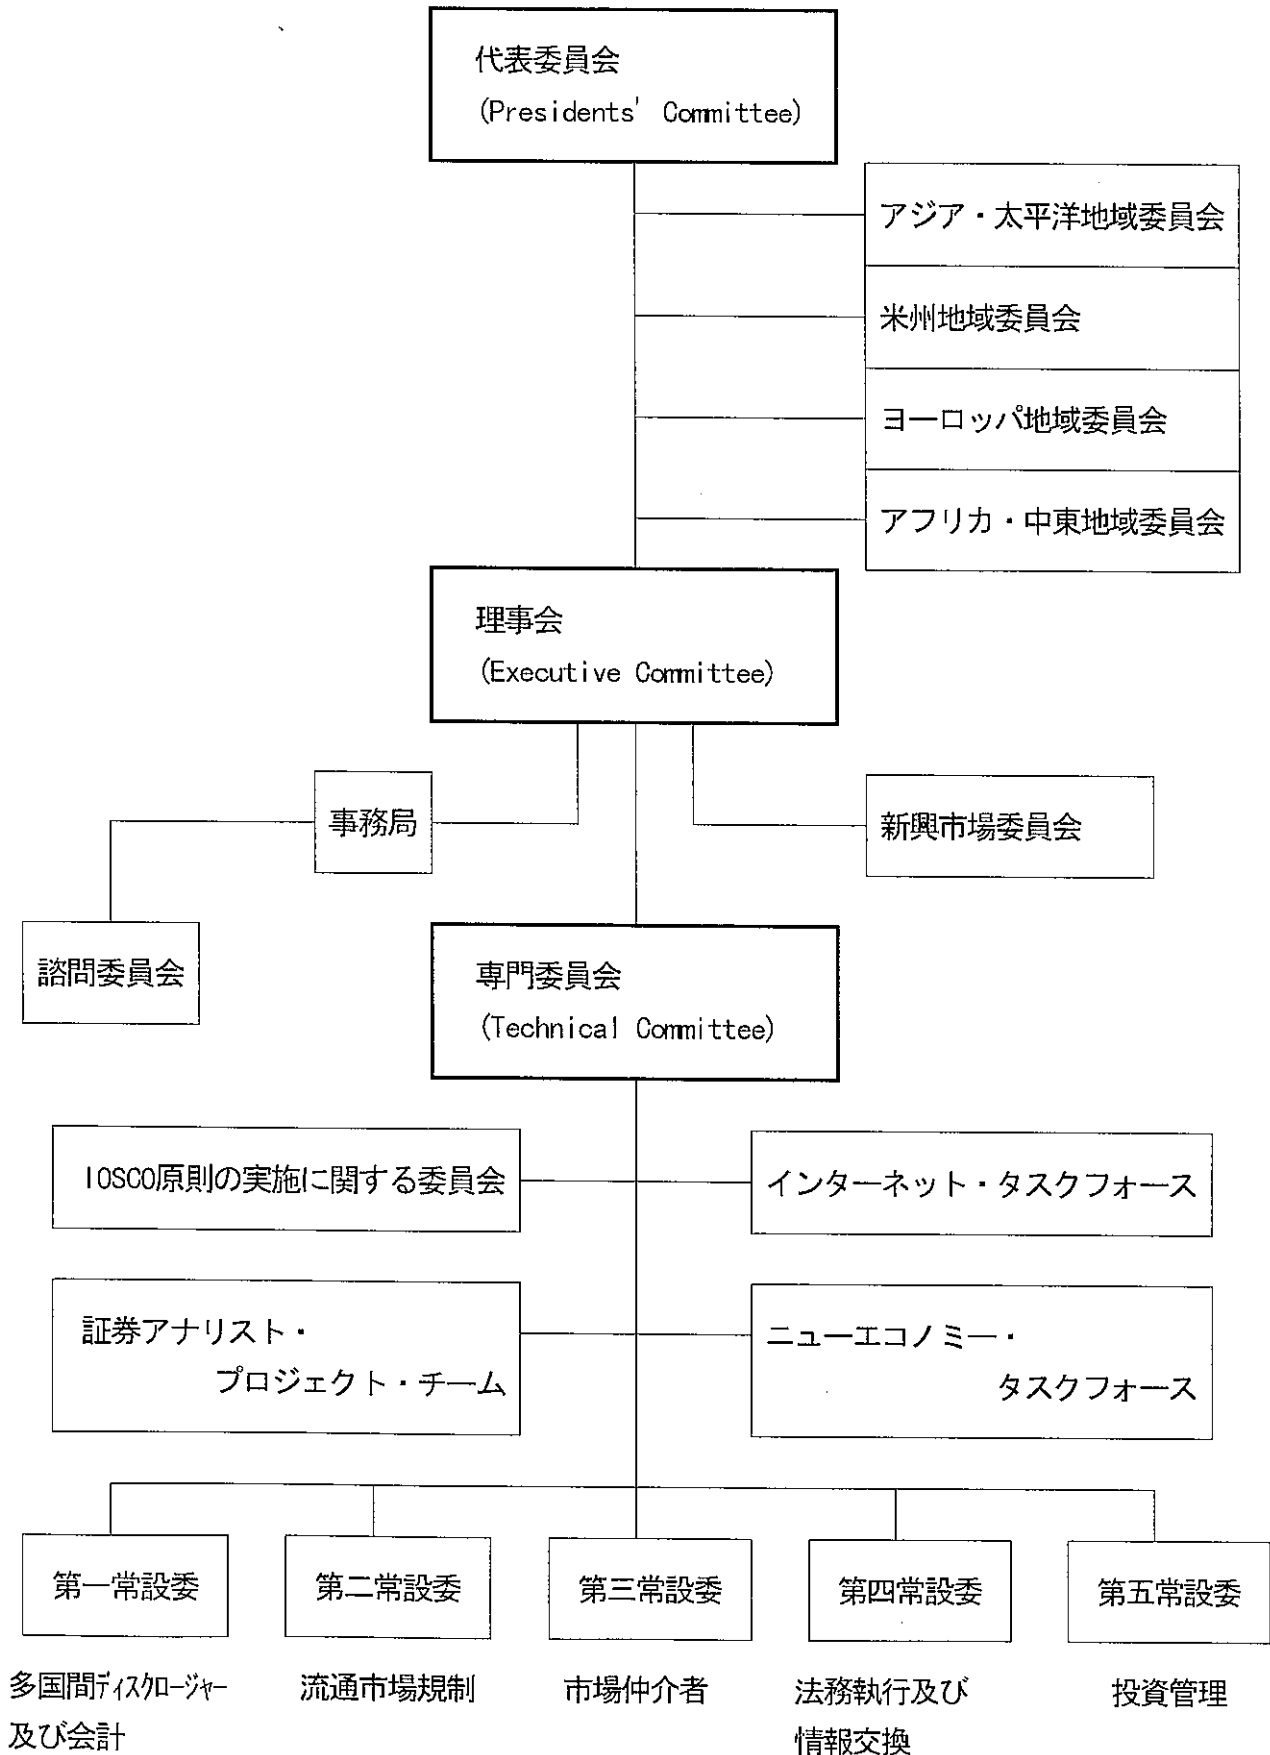 代表委員会
(Presidents' Committee)
アジア・太平洋地域委員会
米州地域委員会
ヨーロッパ地域委員会
アフリカ・中東地域委員会
理事会
(Executive Committee)
事務局
新興市場委員会
諮問委員会
専門委員会
(Technical Committee)
IOSCO原則の実施に関する委員会
インターネット・タスクフォース
証券アナリスト・
プロジェクト・チーム
ニューエコノミー・
タスクフォース
第一常設委
第二常設委
第三常設委
第四常設委
第五常設委
多国間ディスクロージャー
及び会計
流通市場規制
市場仲介者
法務執行及び
情報交換
投資管理